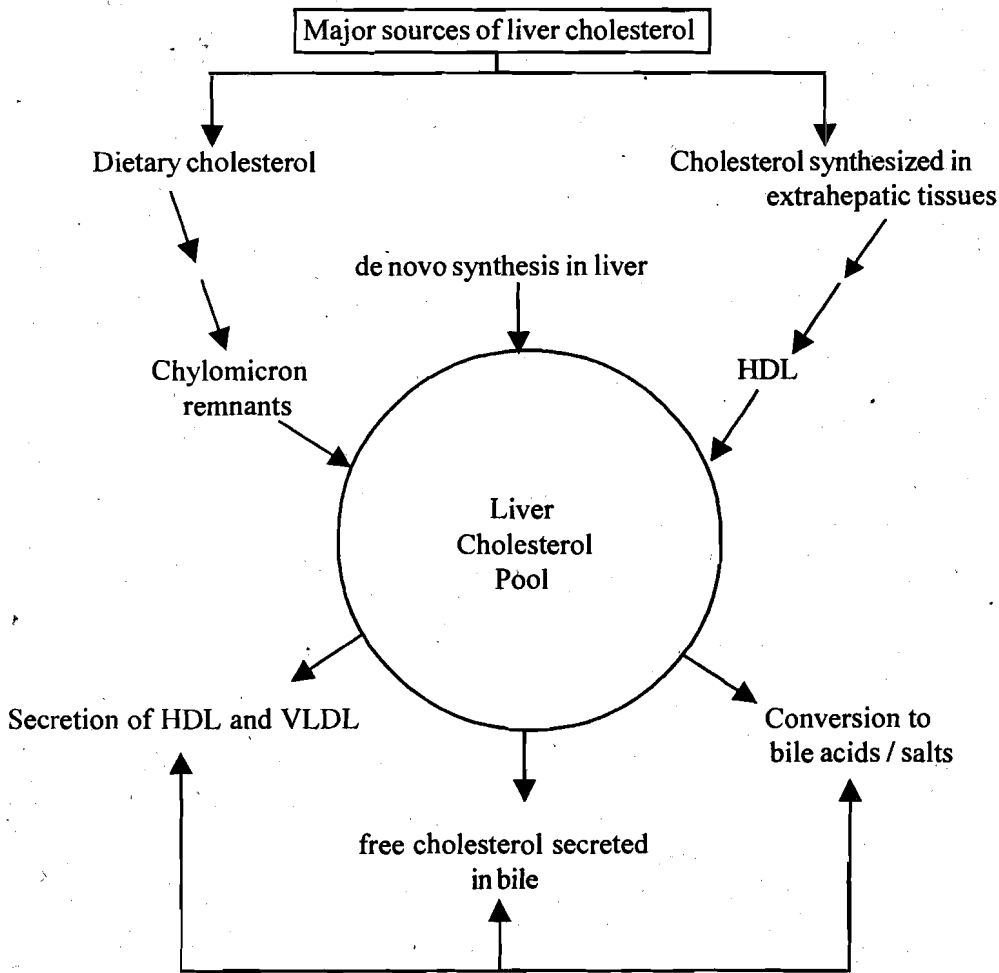 Major sources of liver cholesterol
Dietary cholesterol
Cholesterol synthesized in
extrahepatic tissues
de novo synthesis in liver
Chylomicron
remnants
HDL
Liver
Cholesterol
Pool
Secretion of HDL and VLDL
Conversion to
bile acids / salts
free cholesterol secreted
in bile